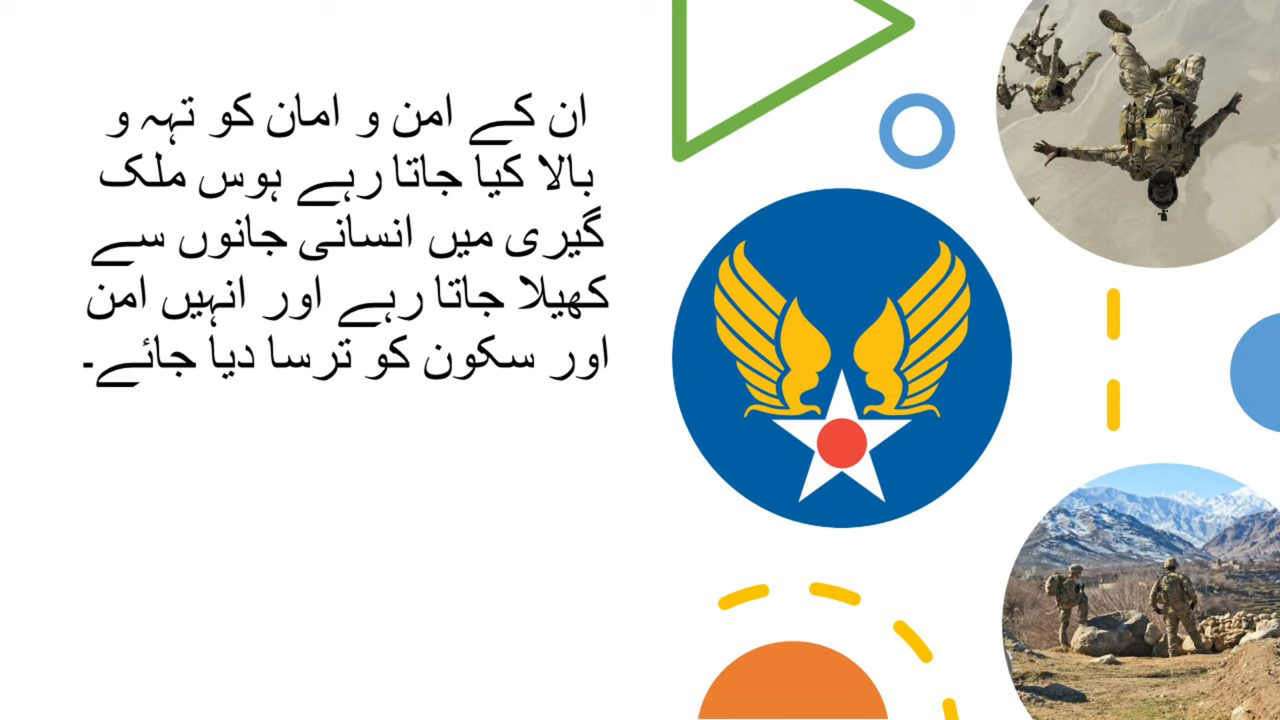 ان کے امن و امان کو تہہ و
بالا کیا جاتا رہے ہوس ملک
گیری میں انسانی جانوں سے
کھیلا جاتا رہے اور انہیں امن
اور سکون کو ترسا دیا جائے۔